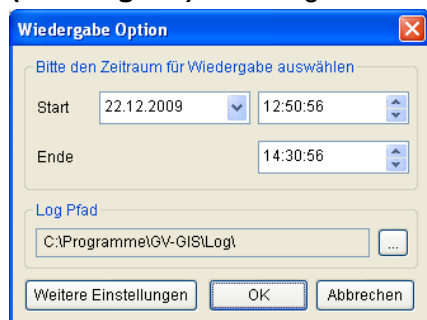 Wiedergabe Option
Bitte den Zeitraum für Wiedergabe auswählen
Start 22.12.2009 12:50:56
Ende 14:30:56
Log Pfad
C:\Programme\GV-GIS\Log\ ...
Weitere Einstellungen OK Abbrechen